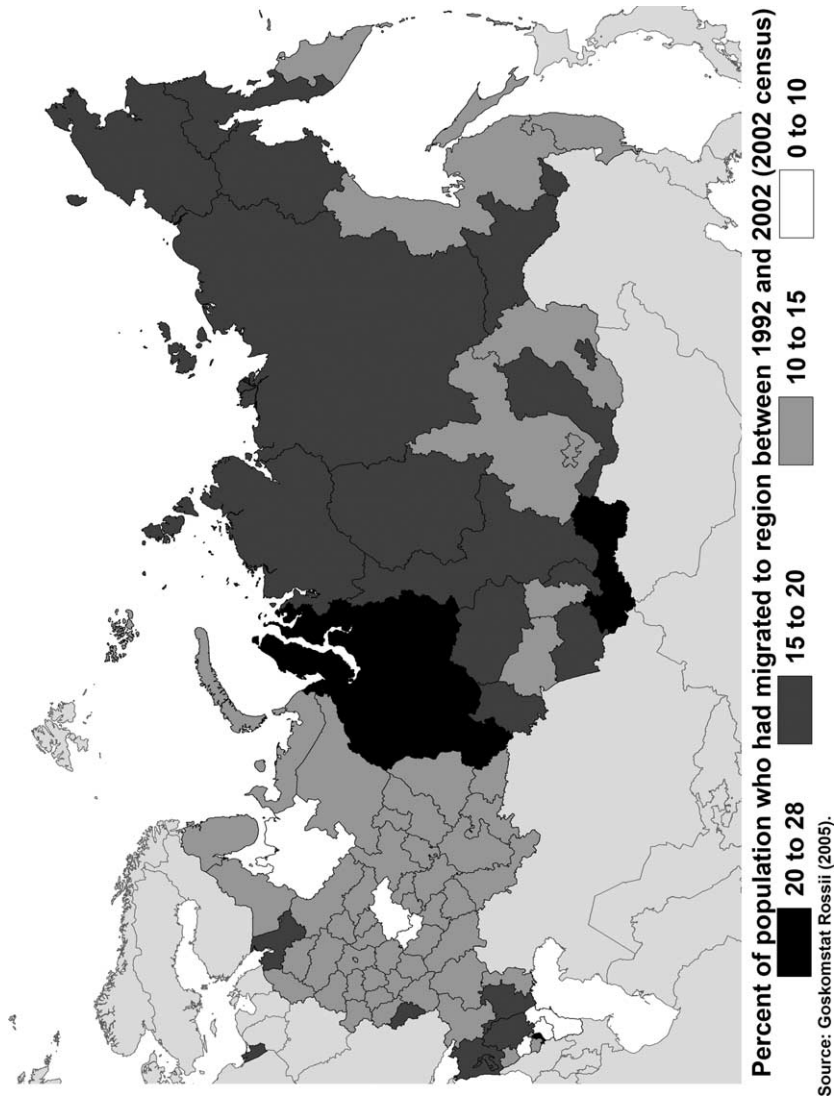 Percent of population who had migrated to region between 1992 and 2002 (2002 census)
20 to 28
15 to 20
10 to 15
0 to 10
Source: Goskomstat Rossii (2005).